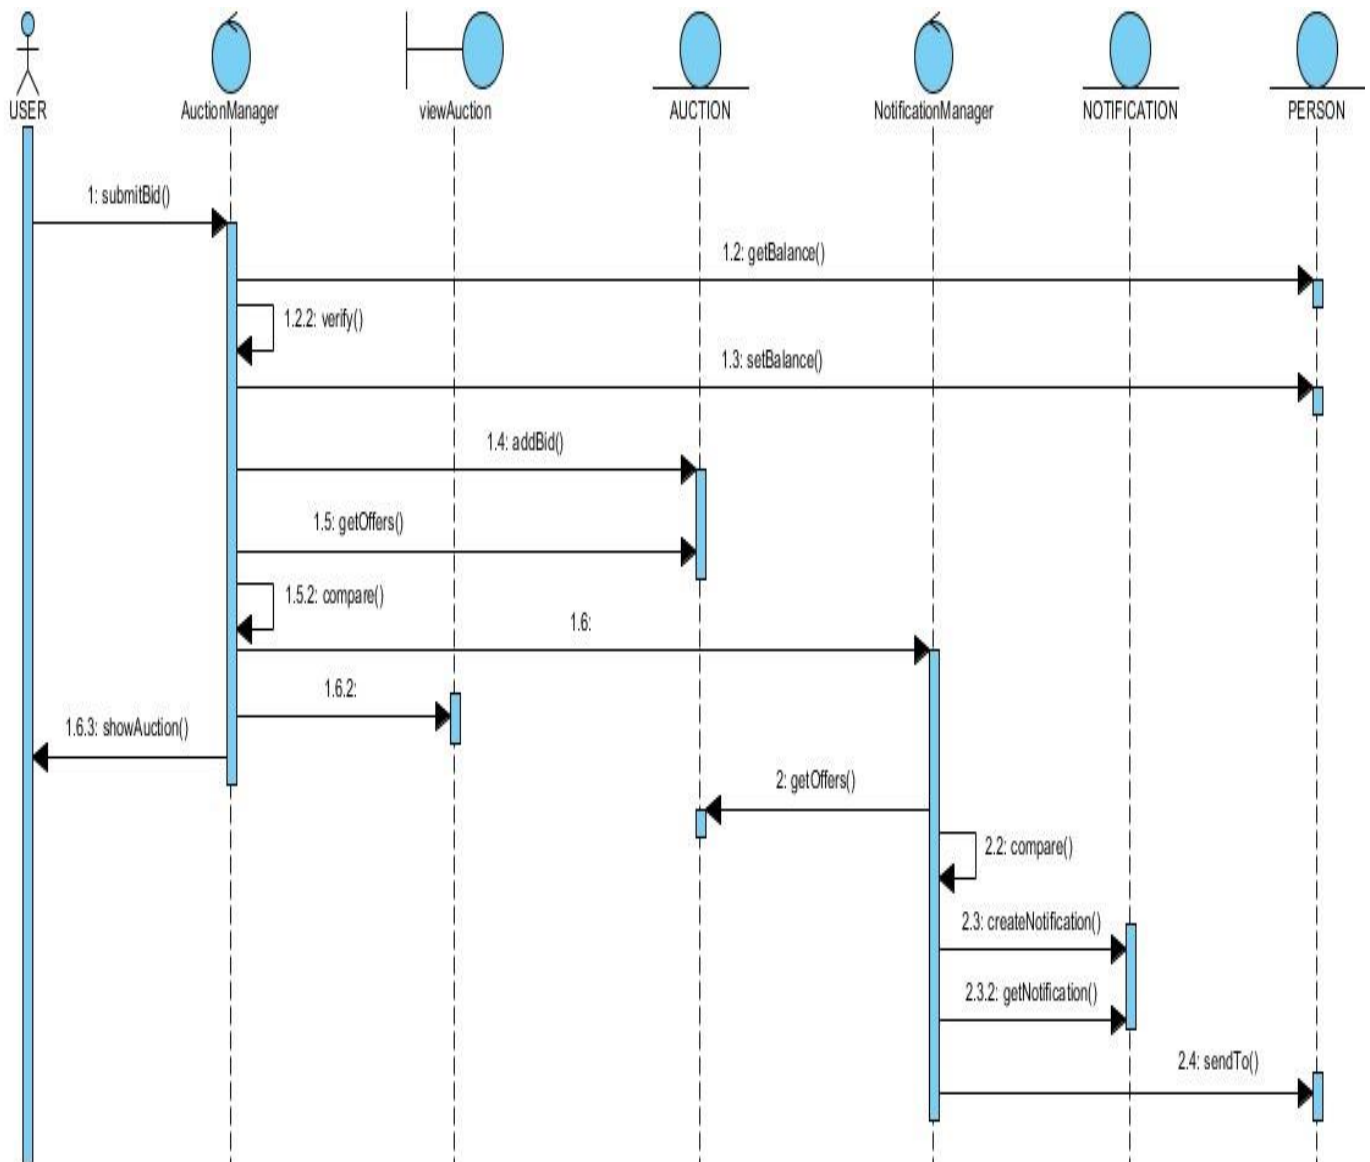 USER
AuctionManager
viewAuction
AUCTION
NotificationManager
NOTIFICATION
PERSON
1: submitBid()
1.2: getBalance()
1.2.2: verify()
1.3: setBalance()
1.4: addBid()
1.5: getOffers()
1.5.2: compare()
1.6:
1.6.2:
1.6.3: showAuction()
2: getOffers()
2.2: compare()
2.3: createNotification()
2.3.2: getNotification()
2.4: sendTo()